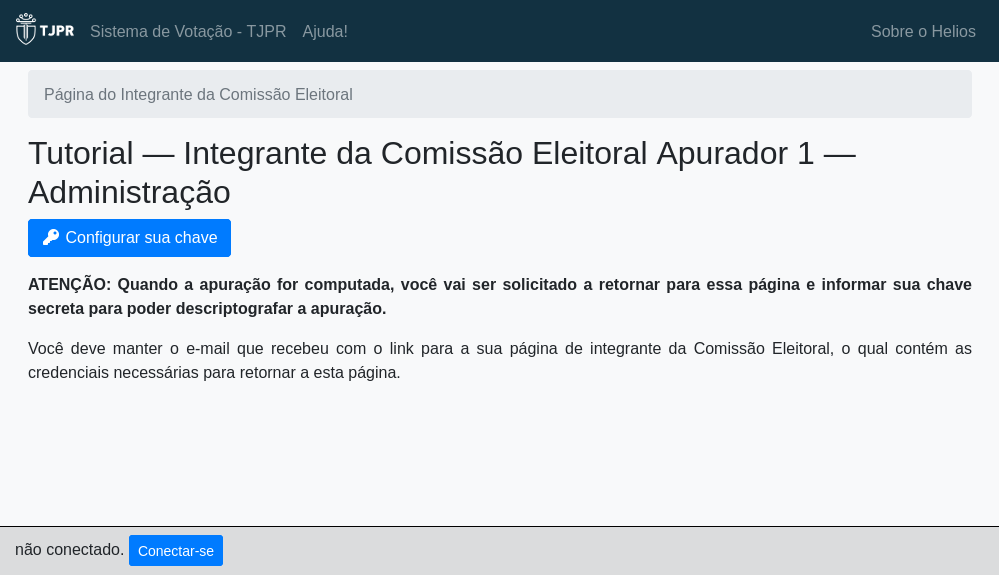 TJPR Sistema de Votação - TJPR Ajuda! Sobre o Helios
Página do Integrante da Comissão Eleitoral
Tutorial — Integrante da Comissão Eleitoral Apurador 1 —
Administração
Configurar sua chave
ATENÇÃO: Quando a apuração for computada, você vai ser solicitado a retornar para essa página e informar sua chave
secreta para poder descriptografar a apuração.
Você deve manter o e-mail que recebeu com o link para a sua página de integrante da Comissão Eleitoral, o qual contém as
credenciais necessárias para retornar a esta página.
não conectado. Conectar-se